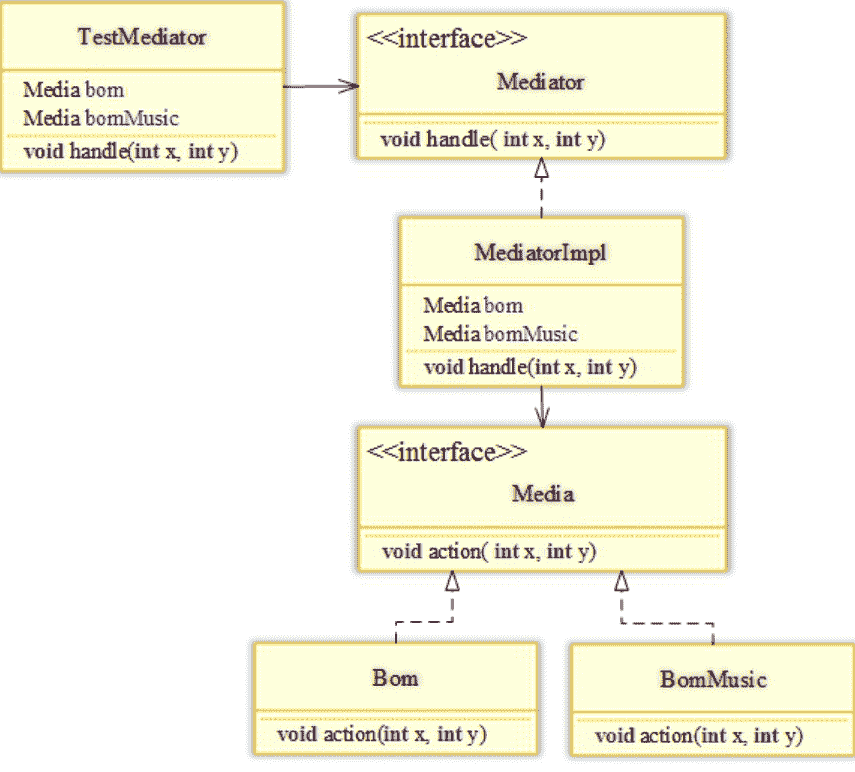 TestMediator
Media bom
Media bomMusic
void handle(int x, int y)
<<interface>>
Mediator
void handle( int x, int y)
MediatorImpl
Media bom
Media bomMusic
void handle(int x, int y)
<<interface>>
Media
void action( int x, int y)
Bom
void action(int x, int y)
BomMusic
void action(int x, int y)